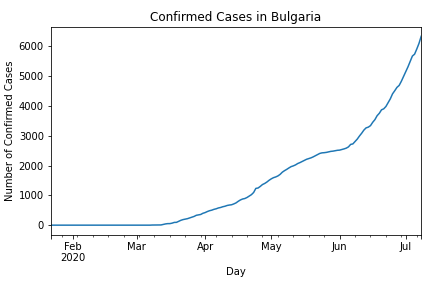 Confirmed Cases in Bulgaria
Number of Confirmed Cases
6000
5000
4000
3000
2000
1000
0
Feb
2020
Mar
Apr
May
Jun
Jul
Day